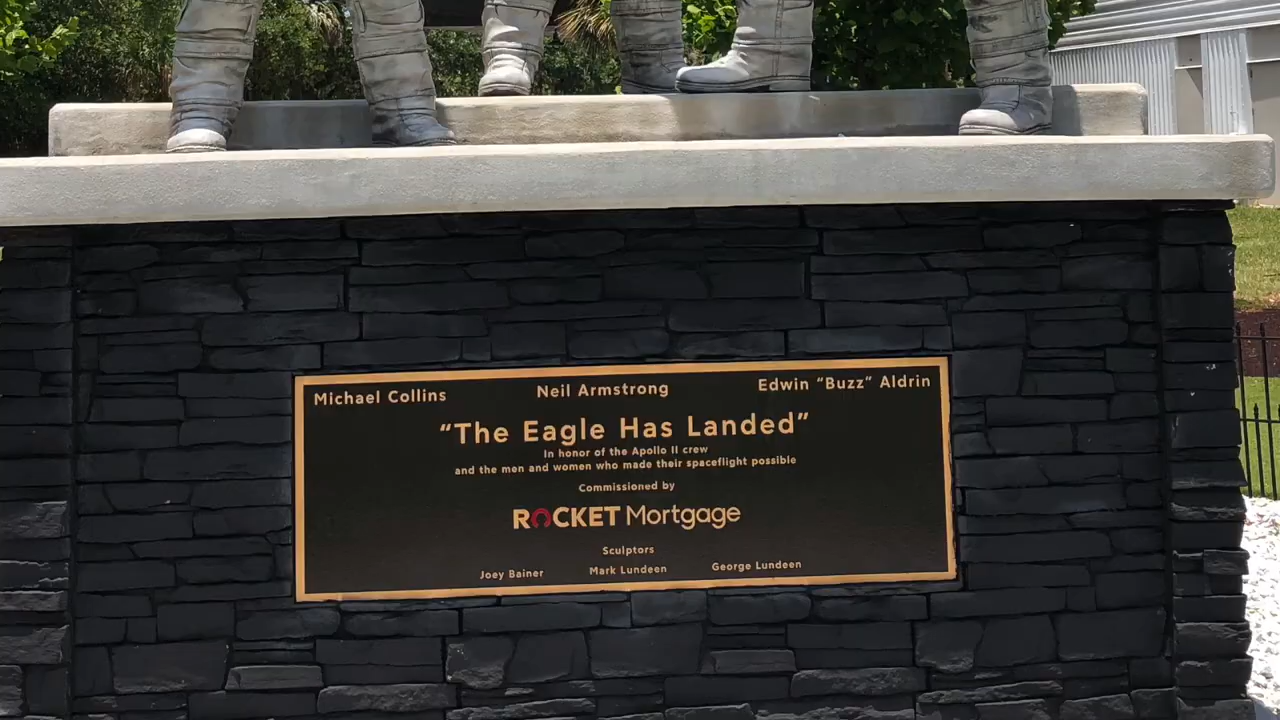 Michael Collins Neil Armstrong Edwin “Buzz” Aldrin
“The Eagle Has Landed”
In honor of the Apollo II crew
and the men and women who made their spaceflight possible
Commissioned by
ROCKET Mortgage
Sculptors
Joey Bainer Mark Lundeen George Lundeen